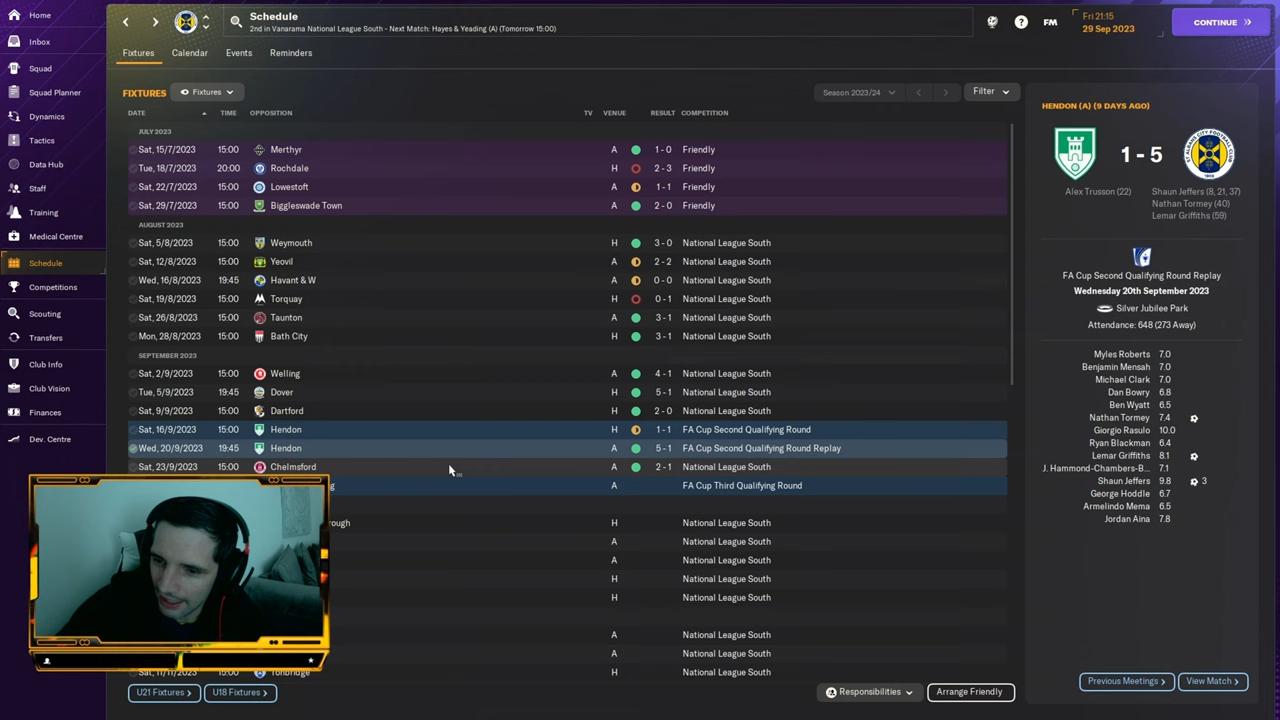 Home
Inbox
Squad
Squad Planner
Dynamics
Tactics
Data Hub
Staff
Training
Medical Centre
Schedule
Competitions
Scouting
Transfers
Club Info
Club Vision
Finances
Dev. Centre
Schedule
2nd in Vanarama National League South - Next Match: Hayes & Yeading (A) (Tomorrow 15:00)
FM
Fri 21:15
29 Sep 2023
CONTINUE
Fixtures Calendar Events Reminders
FIXTURES Fixtures Season 2023/24 Filter
DATE TIME OPPOSITION TV VENUE RESULT COMPETITION
JULY 2023
Sat, 15/7/2023 15:00 Merthyr A 1 - 0 Friendly
Tue, 18/7/2023 20:00 Rochdale H 2 - 3 Friendly
Sat, 22/7/2023 15:00 Lowestoft A 1 - 1 Friendly
Sat, 29/7/2023 15:00 Biggleswade Town A 2 - 0 Friendly
AUGUST 2023
Sat, 5/8/2023 15:00 Weymouth H 3 - 0 National League South
Sat, 12/8/2023 15:00 Yeovil A 2 - 2 National League South
Wed, 16/8/2023 19:45 Havant & W A 0 - 0 National League South
Sat, 19/8/2023 15:00 Torquay H 0 - 1 National League South
Sat, 26/8/2023 15:00 Taunton A 3 - 1 National League South
Mon, 28/8/2023 15:00 Bath City H 3 - 1 National League South
SEPTEMBER 2023
Sat, 2/9/2023 15:00 Welling A 4 - 1 National League South
Tue, 5/9/2023 19:45 Dover H 5 - 1 National League South
Sat, 9/9/2023 15:00 Dartford H 2 - 0 National League South
Sat, 16/9/2023 15:00 Hendon H 1 - 1 FA Cup Second Qualifying Round
Wed, 20/9/2023 19:45 Hendon A 5 - 1 FA Cup Second Qualifying Round Replay
Sat, 23/9/2023 15:00 Chelmsford A 2 - 1 National League South
g A FA Cup Third Qualifying Round
rough H National League South
A National League South
A National League South
H National League South
H National League South
A National League South
A National League South
Sat, 11/11/2023 15:00 Tonbridge H National League South
U21 Fixtures U18 Fixtures Responsibilities Arrange Friendly
HENDON (A) (9 DAYS AGO)
1 - 5
Alex Trusson (22) Shaun Jeffers (8, 21, 37)
Nathan Tormey (40)
Lemar Griffiths (59)
FA Cup Second Qualifying Round Replay
Wednesday 20th September 2023
Silver Jubilee Park
Attendance: 648 (273 Away)
Myles Roberts 7.0
Benjamin Mensah 7.0
Michael Clark 7.0
Dan Bowry 6.8
Ben Wyatt 6.5
Nathan Tormey 7.4
Giorgio Rasulo 10.0
Ryan Blackman 6.4
Lemar Griffiths 8.1
J. Hammond-Chambers-B... 7.1
Shaun Jeffers 9.8 3
George Hoddle 6.7
Armelindo Mema 6.5
Jordan Aina 7.8
Previous Meetings View Match